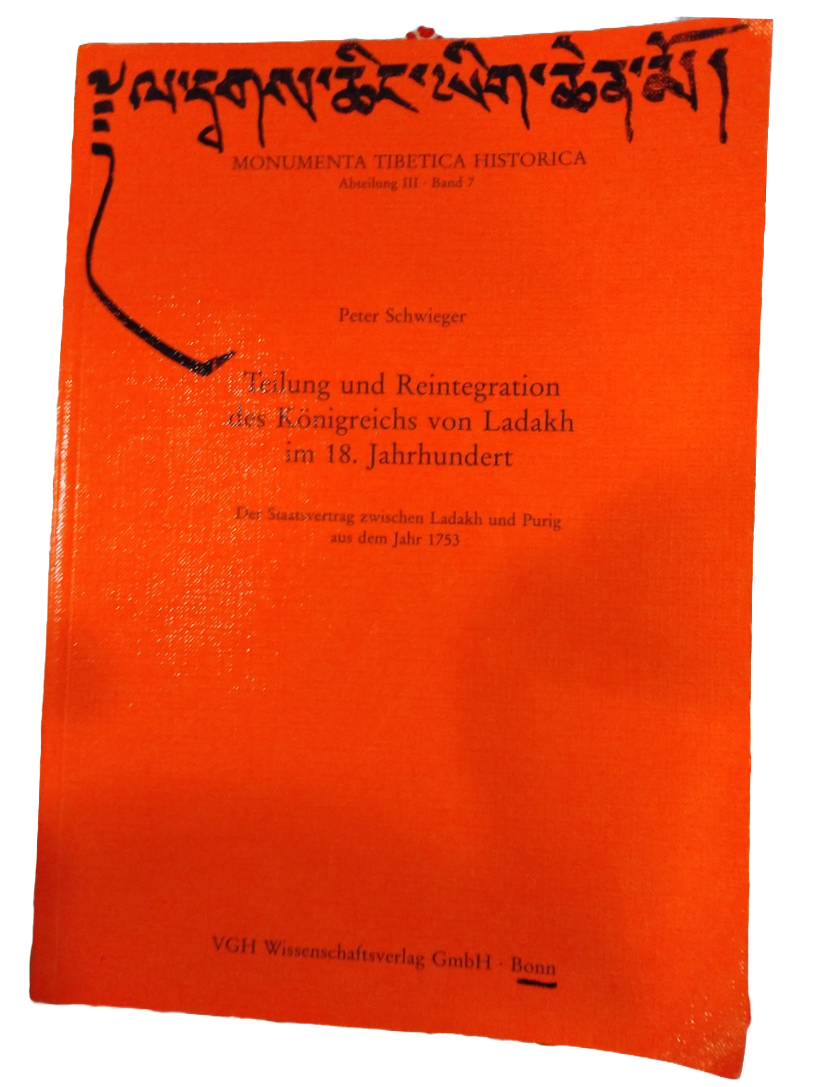 ༄། ལ་དྭགས་ཆིང་ཡིག་ཆེན་མོ།
MONUMENTA TIBETICA HISTORICA
Abteilung III · Band 7
Peter Schwieger
Teilung und Reintegration
des Königreichs von Ladakh
im 18. Jahrhundert
Der Staatsvertrag zwischen Ladakh und Purig
aus dem Jahr 1753
VGH Wissenschaftsverlag GmbH · Bonn